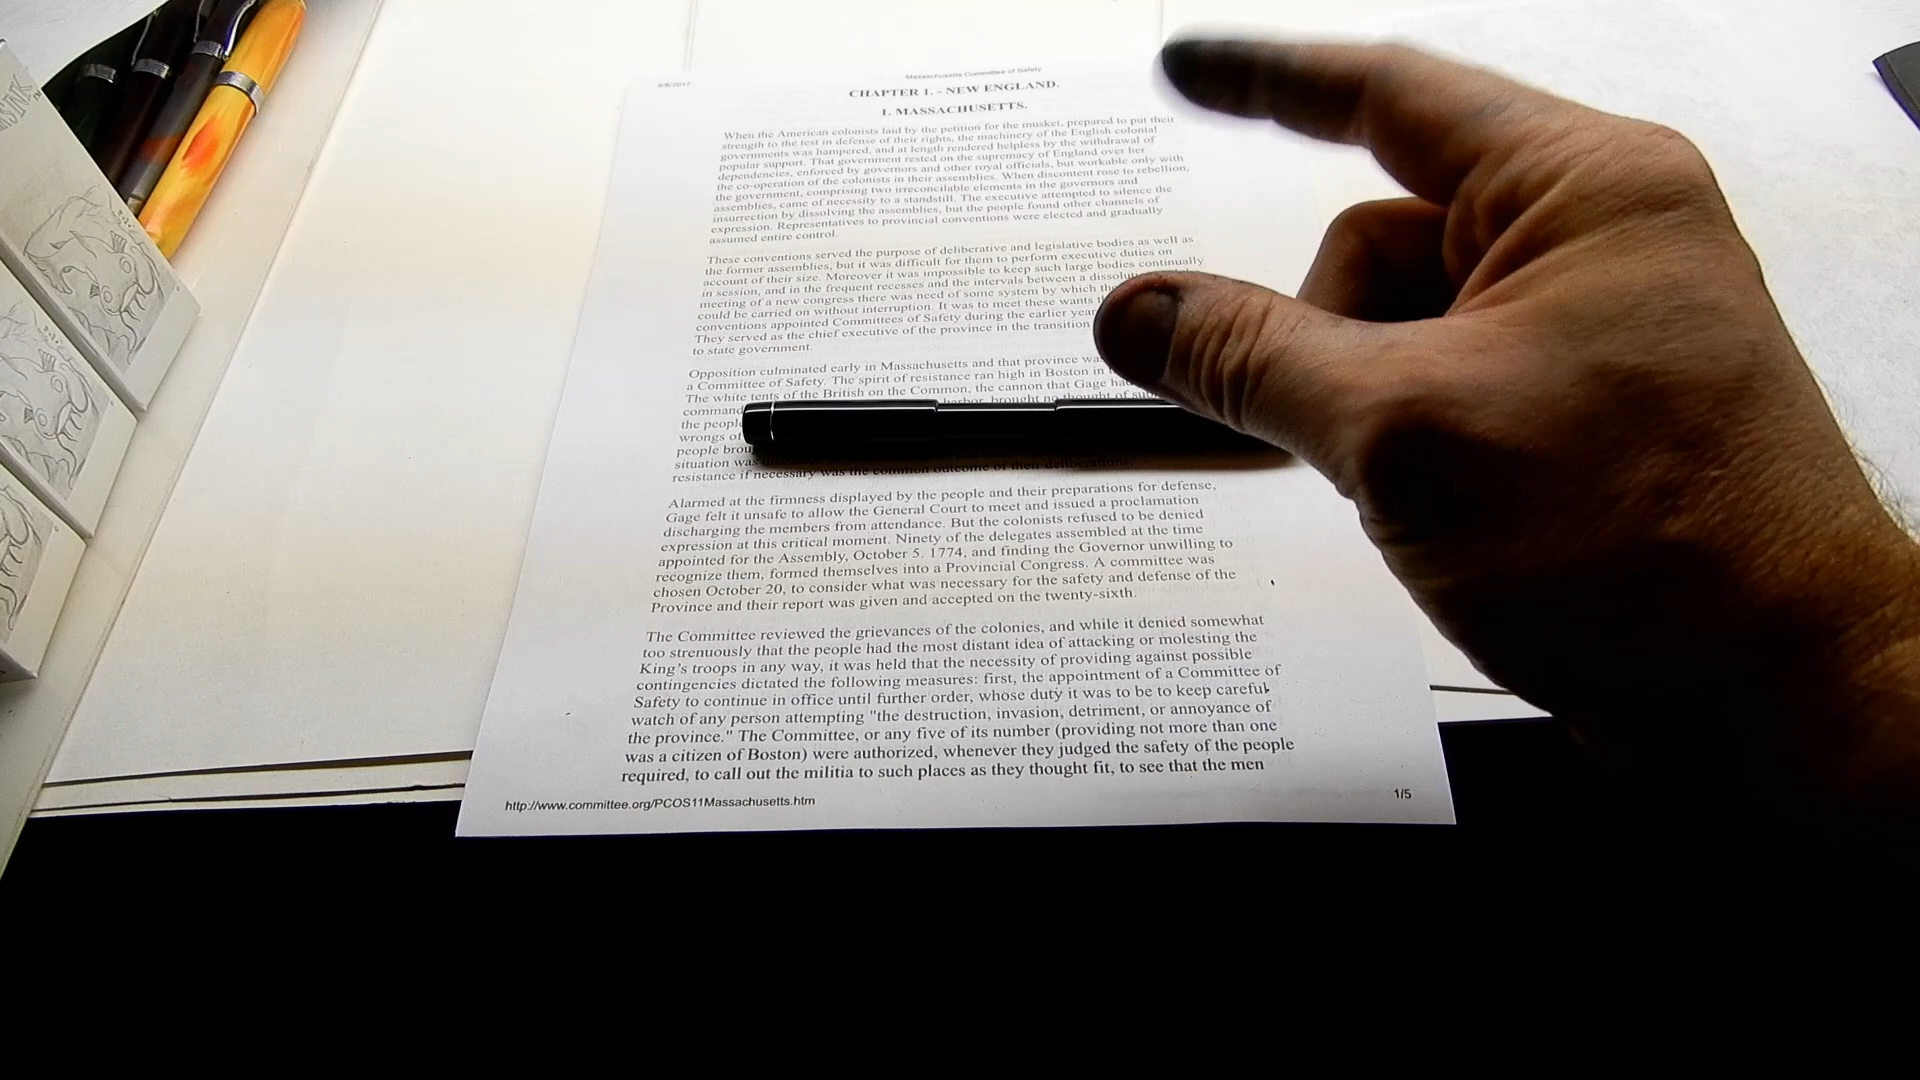 9/8/2017
Massachusetts Committee of Safety
CHAPTER 1. - NEW ENGLAND.
1. MASSACHUSETTS.
When the American colonists laid by the petition for the musket, prepared to put their
strength to the test in defense of their rights, the machinery of the English colonial
governments was hampered, and at length rendered helpless by the withdrawal of
popular support. That government rested on the supremacy of England over her
dependencies, enforced by governors and other royal officials, but workable only with
the co-operation of the colonists in their assemblies. When discontent rose to rebellion,
the government, comprising two irreconcilable elements in the governors and
assemblies, came of necessity to a standstill. The executive attempted to silence the
insurrection by dissolving the assemblies, but the people found other channels of
expression. Representatives to provincial conventions were elected and gradually
assumed entire control.
These conventions served the purpose of deliberative and legislative bodies as well as
the former assemblies, but it was difficult for them to perform executive duties on
account of their size. Moreover it was impossible to keep such large bodies continually
in session, and in the frequent recesses and the intervals between a
meeting of a new congress there was need of some system by which
could be carried on without interruption. It was to meet these wants
conventions appointed Committees of Safety during the earlier
They served as the chief executive of the province in the transition
to state government.
Opposition culminated early in Massachusetts and that province
a Committee of Safety. The spirit of resistance ran high in Boston in
The white tents of the British on the Common, the cannon that Gage
harbor, brought no thought of
the
wrongs of
people
situation was
resistance if necessary was the common outcome of their deliberations.
Alarmed at the firmness displayed by the people and their preparations for defense,
Gage felt it unsafe to allow the General Court to meet and issued a proclamation
discharging the members from attendance. But the colonists refused to be denied
expression at this critical moment. Ninety of the delegates assembled at the time
appointed for the Assembly, October 5. 1774, and finding the Governor unwilling to
recognize them, formed themselves into a Provincial Congress. A committee was
chosen October 20, to consider what was necessary for the safety and defense of the
Province and their report was given and accepted on the twenty-sixth.
The Committee reviewed the grievances of the colonies, and while it denied somewhat
too strenuously that the people had the most distant idea of attacking or molesting the
King's troops in any way, it was held that the necessity of providing against possible
contingencies dictated the following measures: first, the appointment of a Committee of
Safety to continue in office until further order, whose duty it was to be to keep careful
watch of any person attempting "the destruction, invasion, detriment, or annoyance of
the province." The Committee, or any five of its number (providing not more than one
was a citizen of Boston) were authorized, whenever they judged the safety of the people
required, to call out the militia to such places as they thought fit, to see that the men
http://www.committee.org/PCOS11Massachusetts.htm
1/5